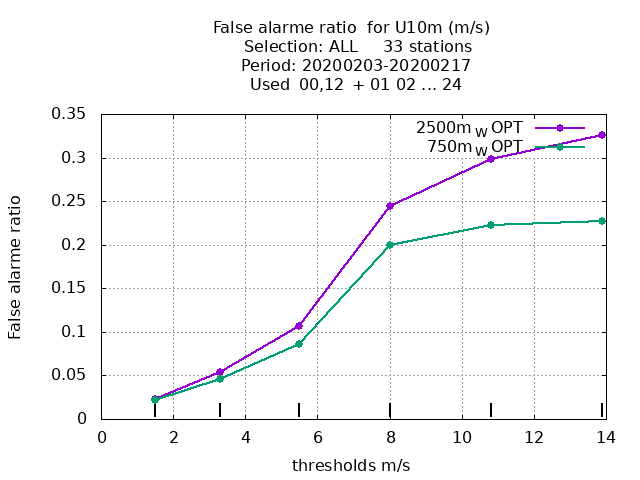 False alarme ratio  for U10m (m/s)
Selection: ALL     33 stations
Period: 20200203-20200217
Used  00,12  + 01 02 ... 24
0.35
0.3
0.25
0.2
0.15
0.1
0.05
0
False alarme ratio
2500m W OPT
750m W OPT
0 2 4 6 8 10 12 14
thresholds m/s